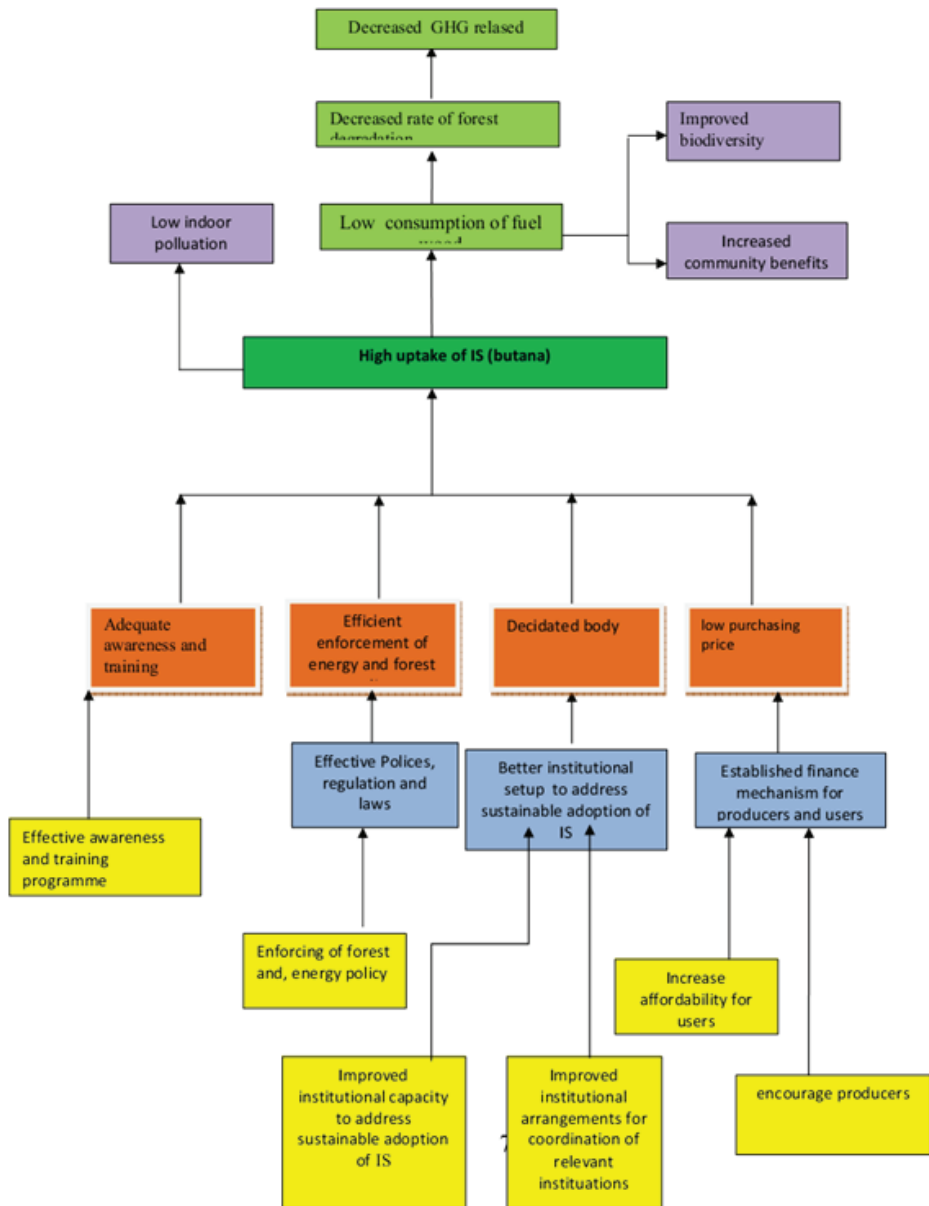 Decreased GHG relased
Decreased rate of forest
Improved
biodiversity
Low indoor
polluation
Low consumption of fuel
Increased
community benefits
High uptake of IS (butana)
Adequate
awareness and
training
Efficient
enforcement of
energy and forest
Decidated body
low purchasing
price
Effective Polices,
regulation and
laws
Better institutional
setup to address
sustainable adoption of
IS
Established finance
mechanism for
producers and users
Effective awareness
and training
programme
Enforcing of forest
and, energy policy
Increase
affordability for
users
Improved
institutional capacity
to address
sustainable adoption
of IS
Improved
institutional
arrangements for
coordination of
relevant
instituations
encourage producers